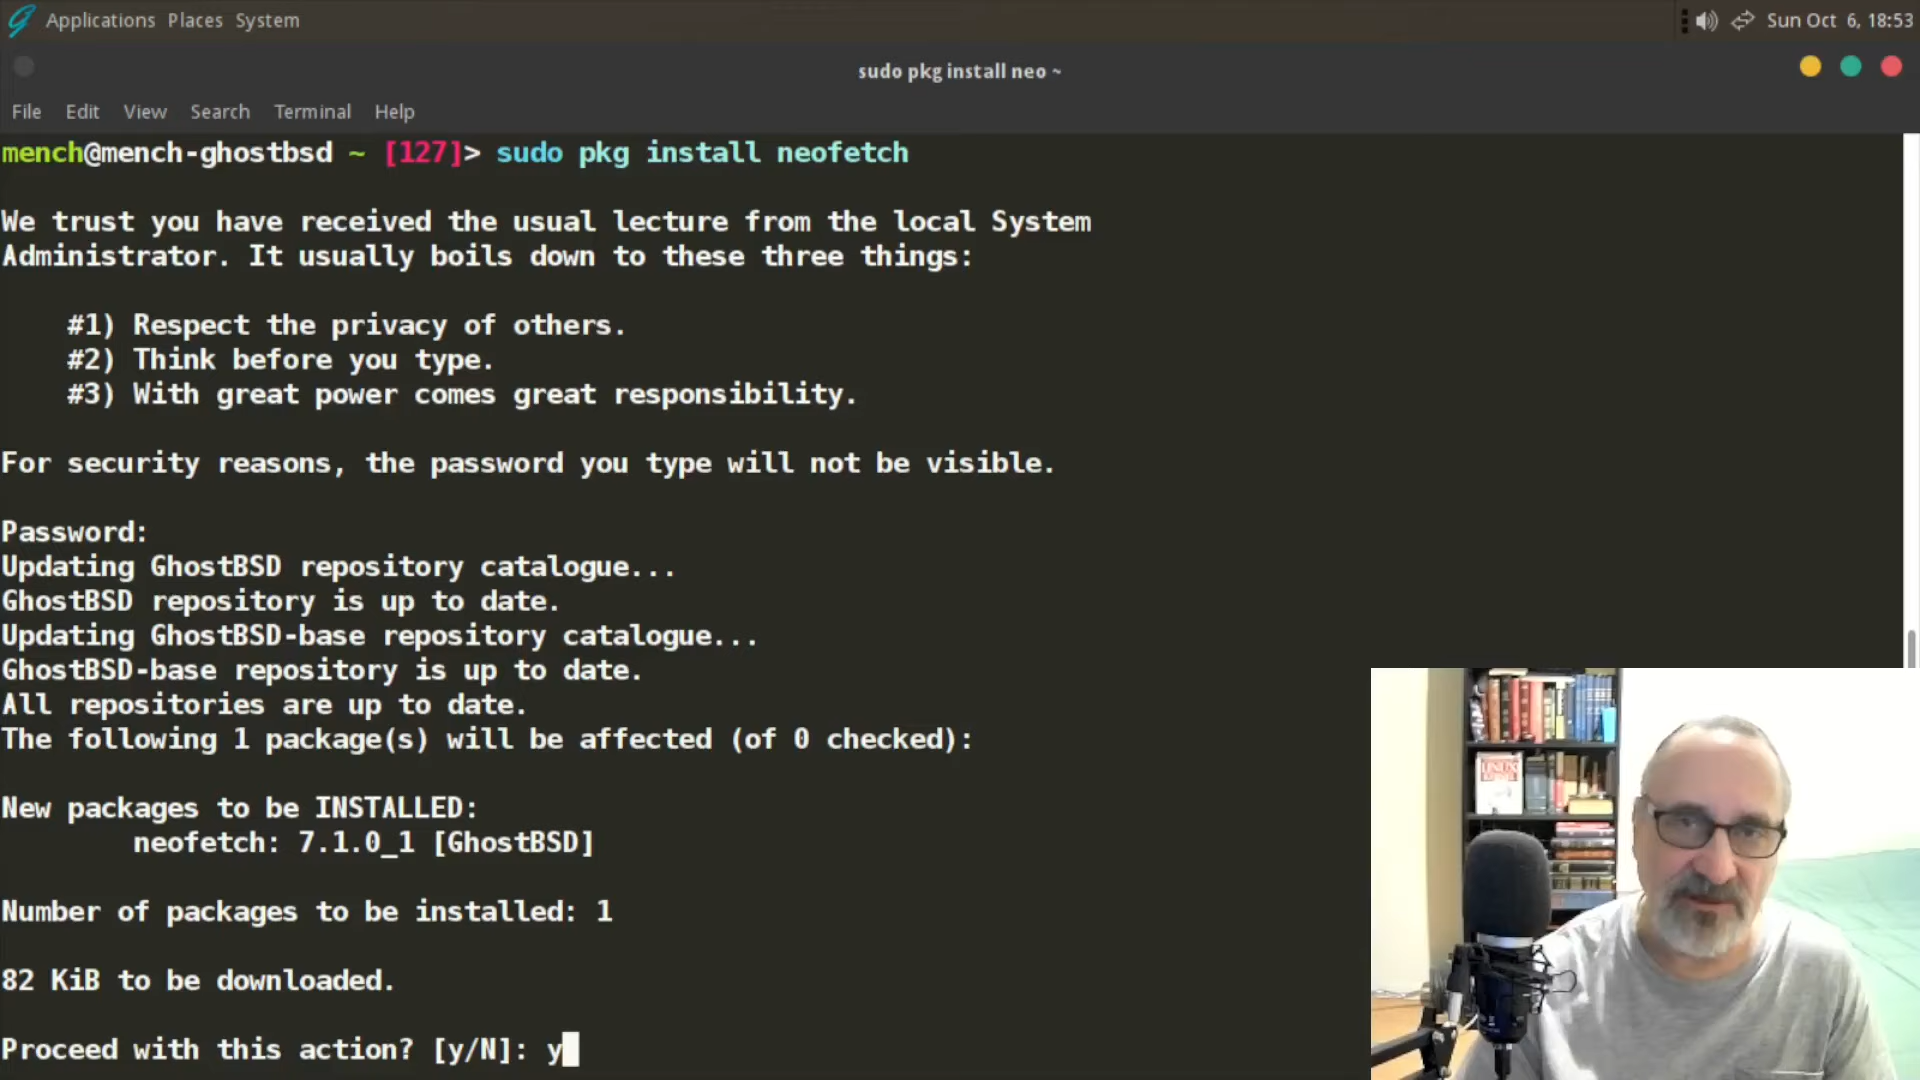 Applications Places System
Sun Oct 6, 18:53
sudo pkg install neo ~
File Edit View Search Terminal Help
mench@mench-ghostbsd ~ [127]> sudo pkg install neofetch
We trust you have received the usual lecture from the local System
Administrator. It usually boils down to these three things:
#1) Respect the privacy of others.
#2) Think before you type.
#3) With great power comes great responsibility.
For security reasons, the password you type will not be visible.
Password:
Updating GhostBSD repository catalogue...
GhostBSD repository is up to date.
Updating GhostBSD-base repository catalogue...
GhostBSD-base repository is up to date.
All repositories are up to date.
The following 1 package(s) will be affected (of 0 checked):
New packages to be INSTALLED:
neofetch: 7.1.0_1 [GhostBSD]
Number of packages to be installed: 1
82 KiB to be downloaded.
Proceed with this action? [y/N]: y